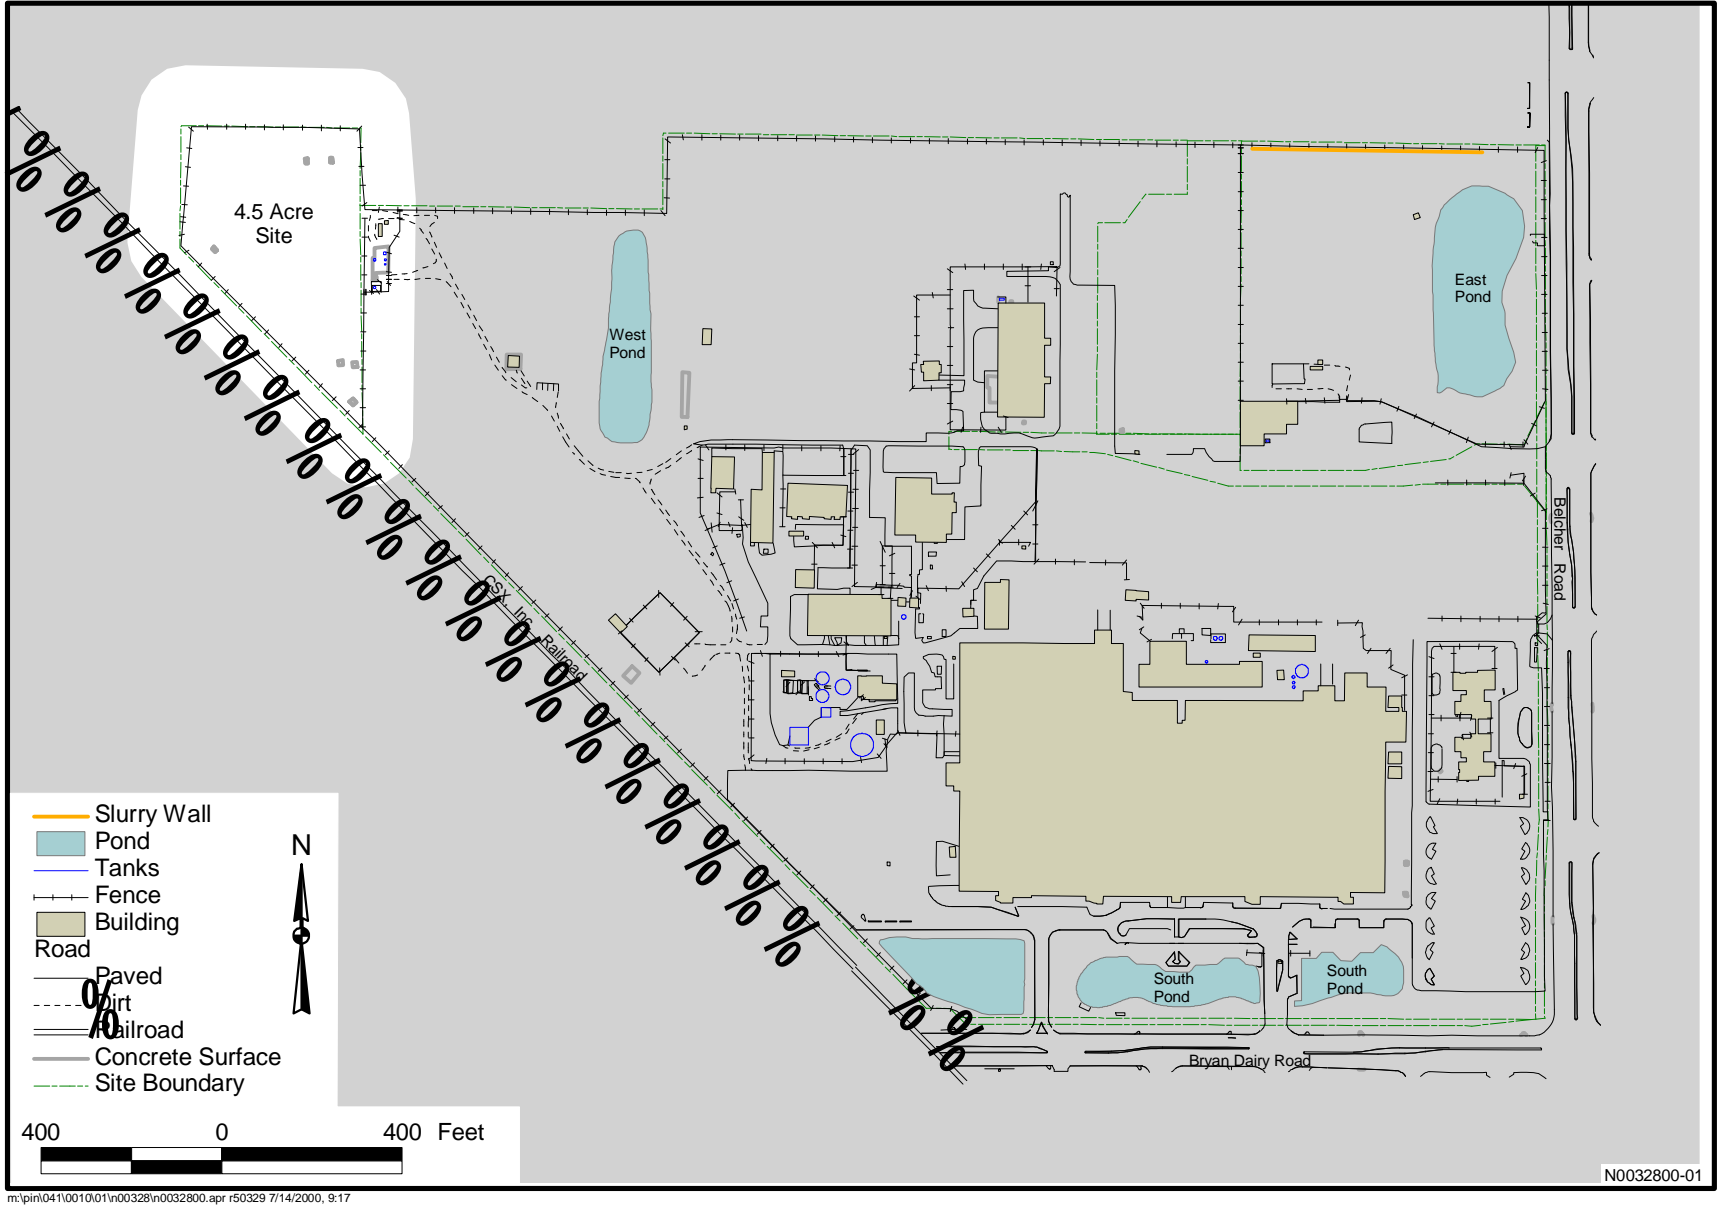 4.5 Acre
Site
West
Pond
East
Pond
Belcher Road
CSX, Inc. Railroad
South
Pond
South
Pond
Bryan Dairy Road
Slurry Wall
Pond
Tanks
Fence
Building
Road
Paved
Dirt
Railroad
Concrete Surface
Site Boundary
N
400 0 400 Feet
N0032800-01
m:\pin\041\0010\01\n00328\n0032800.apr r50329 7/14/2000, 9:17